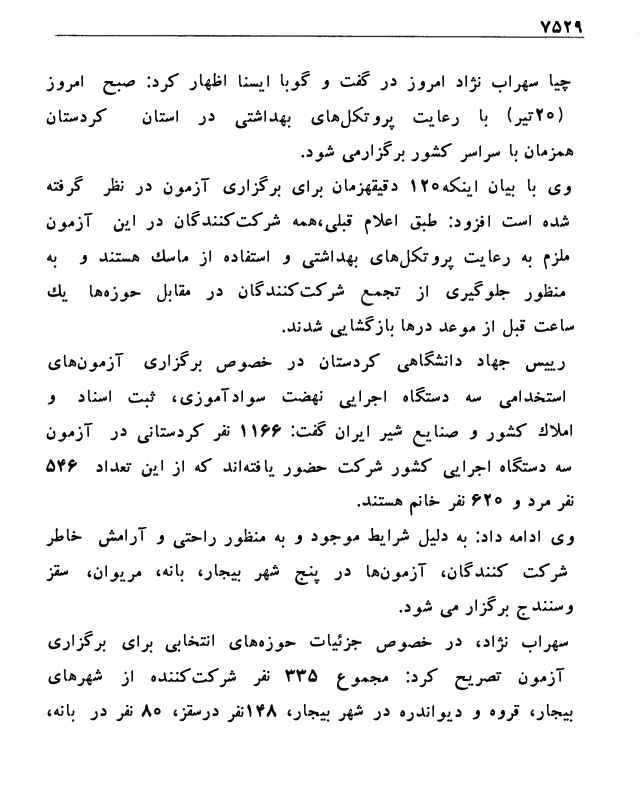 ۷۵۲۹
چیا سهراب نژاد امروز در گفت و گوبا ایسنا اظهار کرد: صبح امروز
(۲۰تیر) با رعایت پروتکل‌های بهداشتی در استان کردستان
همزمان با سراسر کشور برگزارمی شود.
وی با بیان اینکه۱۲۰ دقیقهزمان برای برگزاری آزمون در نظر گرفته
شده است افزود: طبق اعلام قبلی،همه شرکت‌کنندگان در این آزمون
ملزم به رعایت پروتکل‌های بهداشتی و استفاده از ماسك هستند و به
منظور جلوگیری از تجمع شرکت‌کنندگان در مقابل حوزه‌ها یك
ساعت قبل از موعد درها بازگشایی شدند.
رییس جهاد دانشگاهی کردستان در خصوص برگزاری آزمون‌های
استخدامی سه دستگاه اجرایی نهضت سوادآموزی، ثبت اسناد و
املاك کشور و صنایع شیر ایران گفت: ۱۱۶۶ نفر کردستانی در آزمون
سه دستگاه اجرایی کشور شرکت حضور یافته‌اند که از این تعداد ۵۴۶
نفر مرد و ۶۲۰ نفر خانم هستند.
وی ادامه داد: به دلیل شرایط موجود و به منظور راحتی و آرامش خاطر
شرکت کنندگان، آزمون‌ها در پنج شهر بیجار، بانه، مریوان، سقز
وسنندج برگزار می شود.
سهراب نژاد، در خصوص جزئیات حوزه‌های انتخابی برای برگزاری
آزمون تصریح کرد: مجموع ۳۳۵ نفر شرکت‌کننده از شهرهای
بیجار، قروه و دیواندره در شهر بیجار، ۱۴۸نفر درسقز، ۸۰ نفر در بانه،